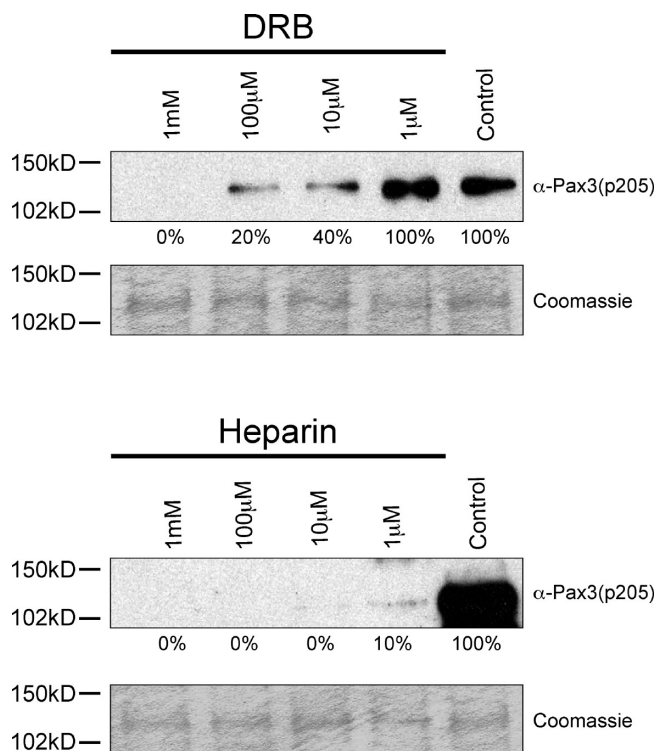 DRB
1mM 100μM 10μM 1μM Control
150kD
α-Pax3(p205)
102kD
0% 20% 40% 100% 100%
150kD
Coomassie
102kD
Heparin
1mM 100μM 10μM 1μM Control
150kD
α-Pax3(p205)
102kD
0% 0% 0% 10% 100%
150kD
Coomassie
102kD